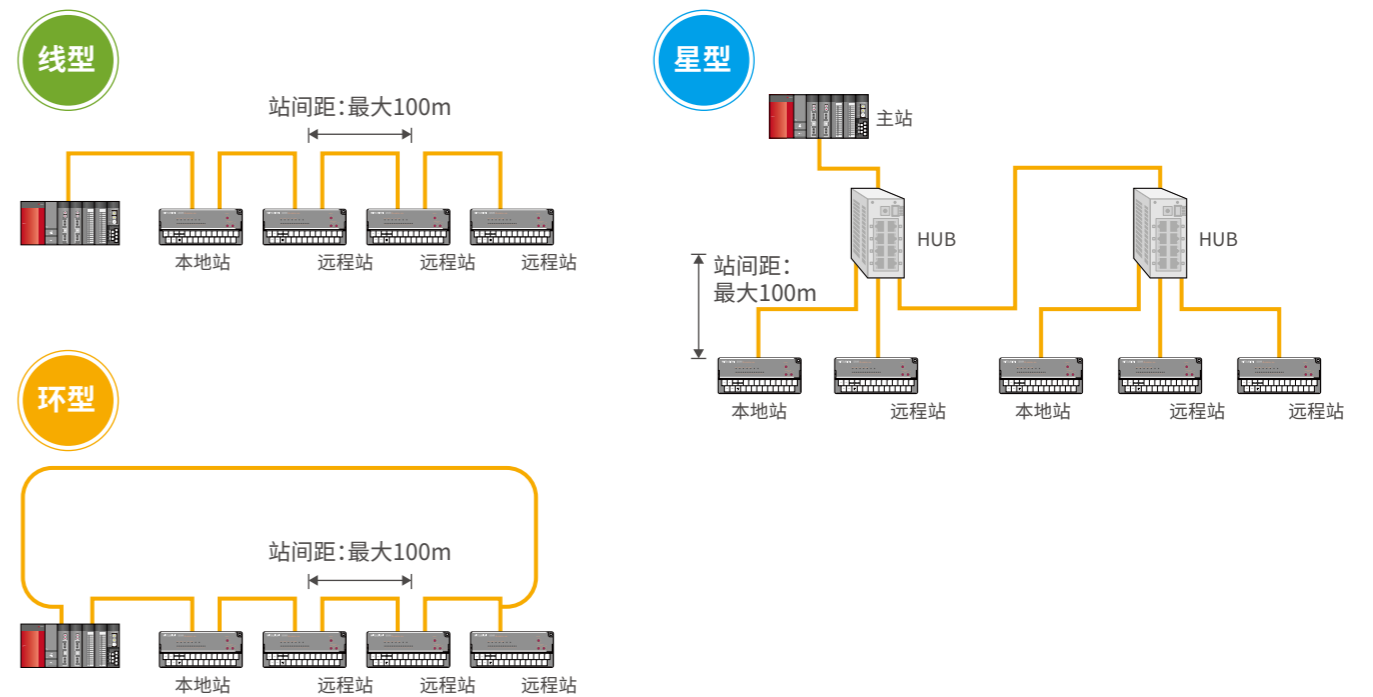 线型
站间距：最大100m
本地站
远程站
远程站
远程站
环型
站间距：最大100m
本地站
远程站
远程站
远程站
星型
主站
HUB
HUB
站间距：
最大100m
本地站
远程站
本地站
远程站
远程站